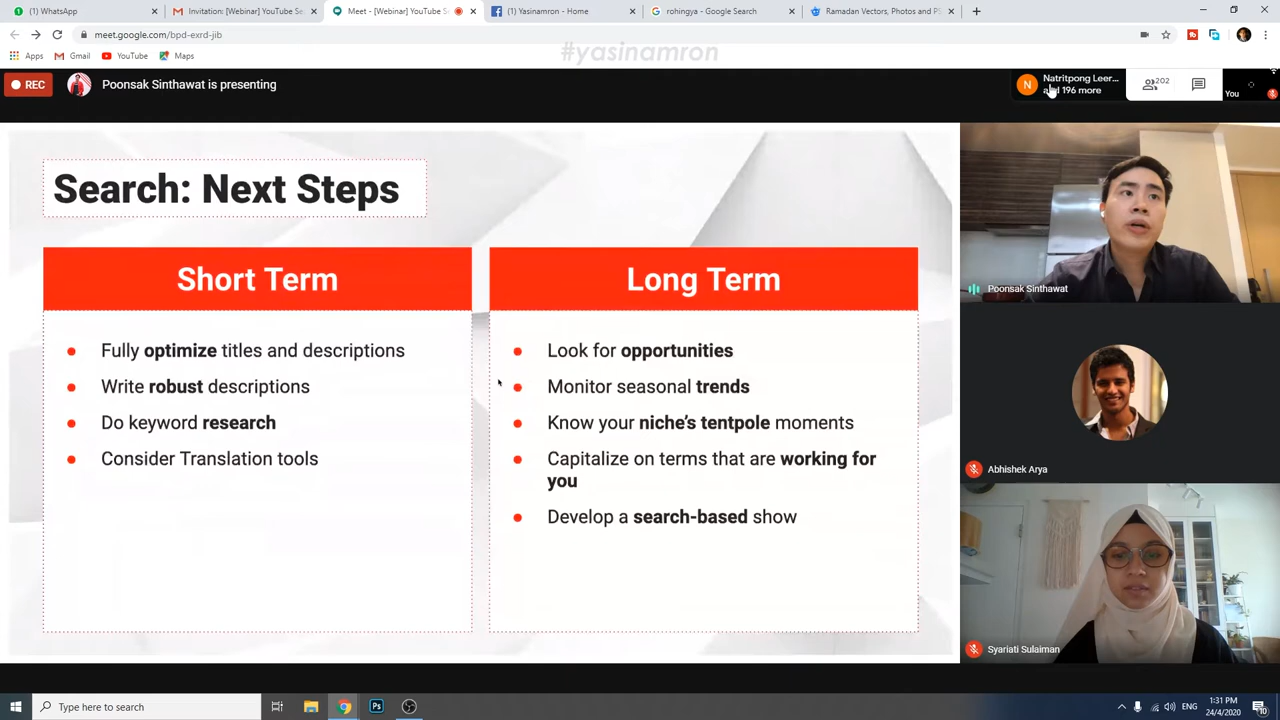 (1) WhatsApp
Invitation: [Webinar] YouTube Se
Meet - [Webinar] YouTube S
(1) Yasinamron - Home
rohingya - Google Search
Ramadan Vectors, Photos and PS
meet.google.com/bpd-exrd-jib
Apps
Gmail
YouTube
Maps
#yasinamron
REC
Poonsak Sinthawat is presenting
N
Natritpong Leer...
and 196 more
202
You
Search: Next Steps
Short Term
Fully optimize titles and descriptions
Write robust descriptions
Do keyword research
Consider Translation tools
Long Term
Look for opportunities
Monitor seasonal trends
Know your niche's tentpole moments
Capitalize on terms that are working for
you
Develop a search-based show
Poonsak Sinthawat
Abhishek Arya
Syariati Sulaiman
Type here to search
Ps
ENG
1:31 PM
24/4/2020
10